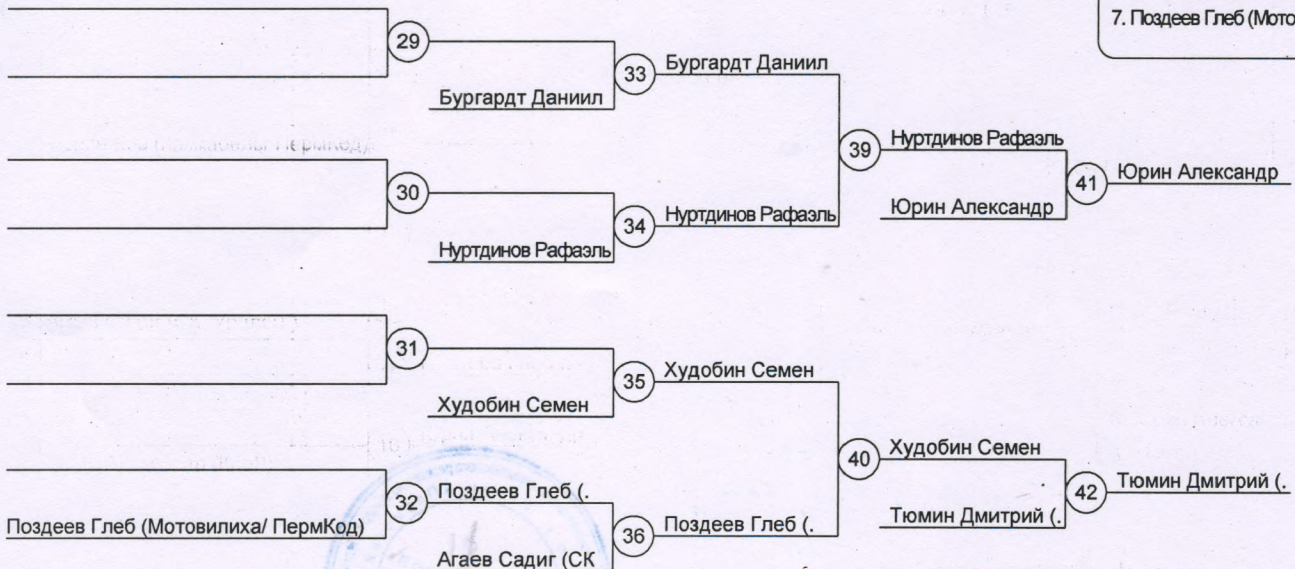 7. Поздеев Глеб (Мото
29
Бургардт Даниил
33
Бургардт Даниил
30
Нуртдинов Рафаэль
34
Нуртдинов Рафаэль
39
Нуртдинов Рафаэль
Юрин Александр
41
Юрин Александр
31
Худобин Семен
35
Худобин Семен
Поздеев Глеб (Мотовилиха/ ПермКод)
32
Поздеев Глеб (.
Агаев Садиг (СК
36
Поздеев Глеб (.
40
Худобин Семен
Тюмин Дмитрий (.
42
Тюмин Дмитрий (.